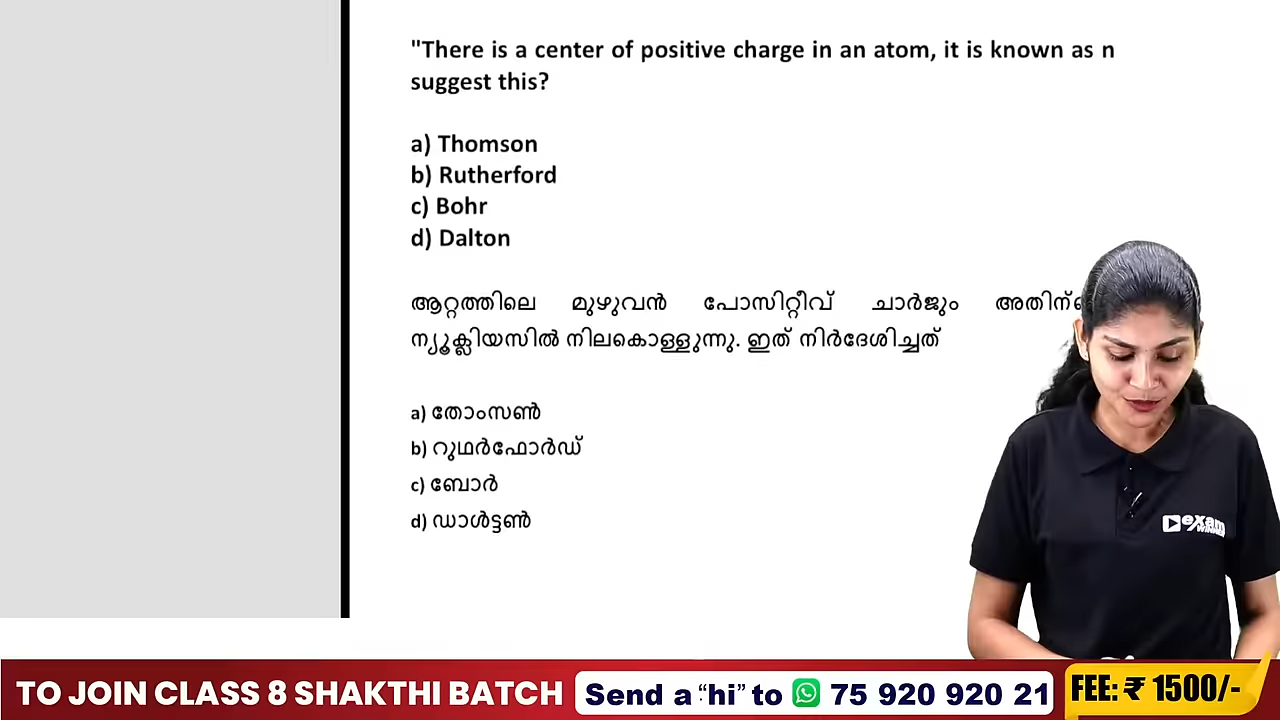 "There is a center of positive charge in an atom, it is known as n
suggest this?
a) Thomson
b) Rutherford
c) Bohr
d) Dalton
ആറ്റത്തിലെ മുഴുവൻ പോസിറ്റീവ് ചാർജും
ന്യൂക്ലിയസിൽ നിലകൊള്ളുന്നു. ഇത് നിർദേശിച്ചത്
a) തോംസൺ
b) റുഥർഫോർഡ്
c) ബോർ
d) ഡാൾട്ടൺ
exam
WINNER
TO JOIN CLASS 8 SHAKTHI BATCH Send a “hi” to 75 920 920 21 FEE: ₹ 1500/-